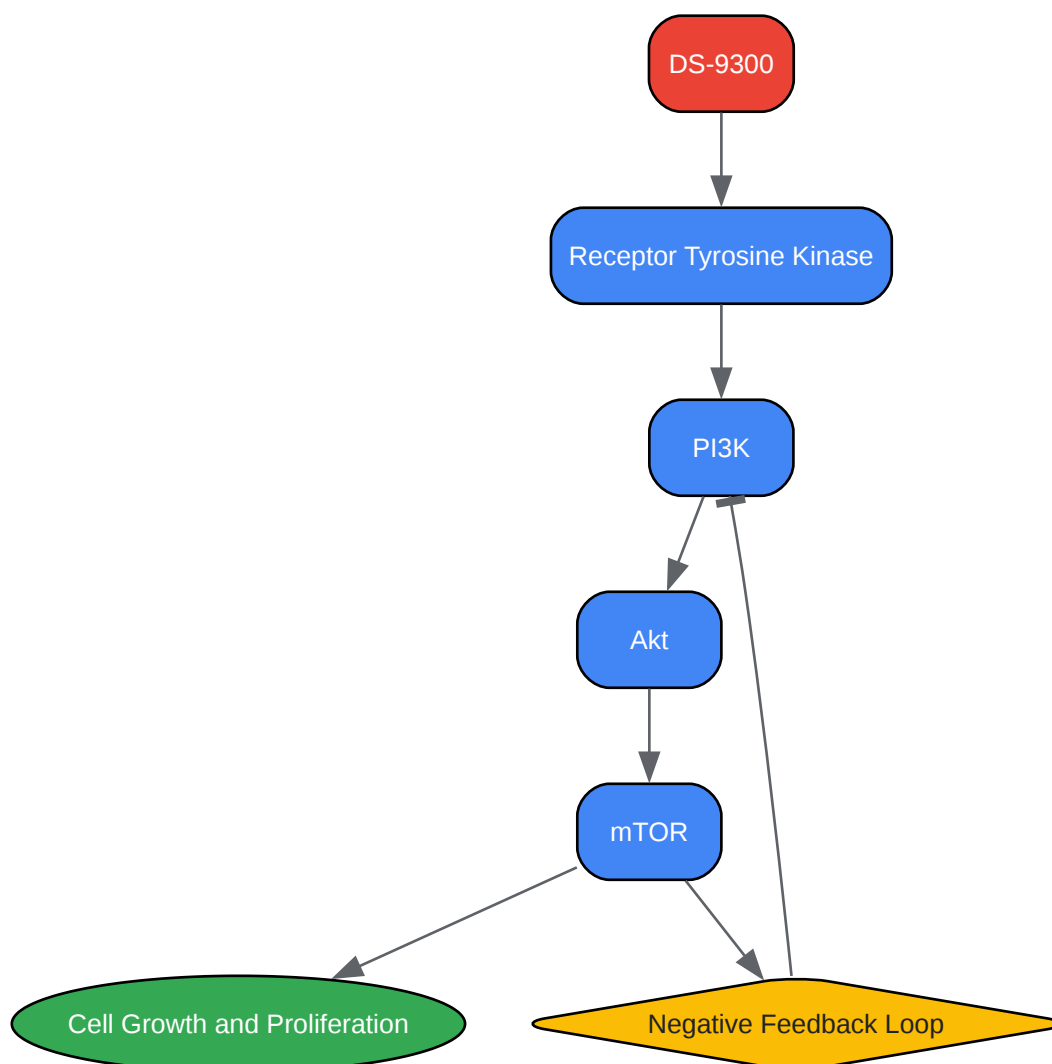 DS-9300
Receptor Tyrosine Kinase
PI3K
Akt
mTOR
Cell Growth and Proliferation
Negative Feedback Loop